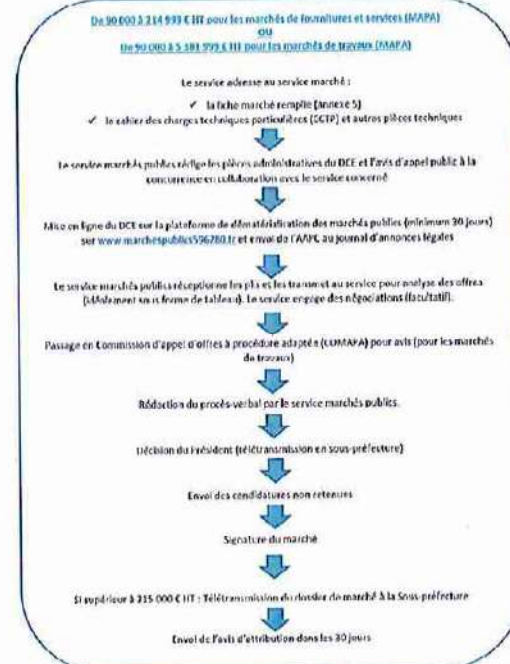 De 90 000 à 214 999 € HT pour les marchés de fournitures et services (MAPA)
OU
De 90 000 à 5 381 999 € HT pour les marchés de travaux (MAPA)
Le service adresse au service marché :
✓ la fiche marché remplie (annexe 5)
✓ le cahier des charges techniques particulières (CCTP) et autres pièces techniques
Le service marchés publics rédige les pièces administratives du DCE et l'avis d'appel public à la
concurrence en collaboration avec le service concerné
Mise en ligne du DCE sur la plateforme de dématérialisation des marchés publics (minimum 30 jours)
sur www.marchespublics596280.fr et envoi de l'AAPC au journal d'annonces légales
Le service marchés publics réceptionne les plis et les transmet au service pour analyse des offres
(idéalement sous forme de tableau). Le service engage des négociations (facultatif).
Passage en Commission d'appel d'offres à procédure adaptée (COMAPA) pour avis (pour les marchés
de travaux)
Rédaction du procès-verbal par le service marchés publics.
Décision du Président (télétransmission en sous-préfecture)
Envoi des candidatures non retenues
Signature du marché
Si supérieur à 215 000 € HT : Télétransmission du dossier de marché à la Sous-préfecture
Envoi de l'avis d'attribution dans les 30 jours